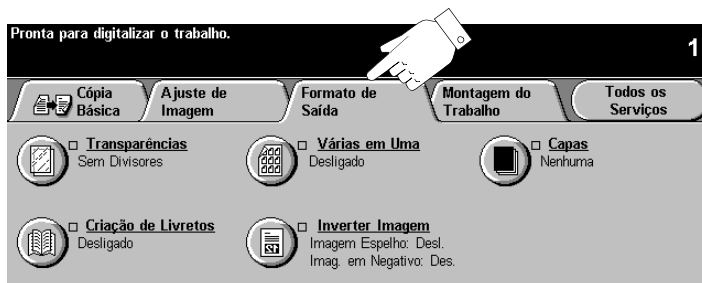 Pronta para digitalizar o trabalho.
1
Cópia
Básica
Ajuste de
Imagem
Formato de
Saída
Montagem do
Trabalho
Todos os
Serviços
Transparências
Sem Divisores
Várias em Uma
Desligado
Capas
Nenhuma
Criação de Livretos
Desligado
Inverter Imagem
Imagem Espelho: Desl.
Imag. em Negativo: Des.